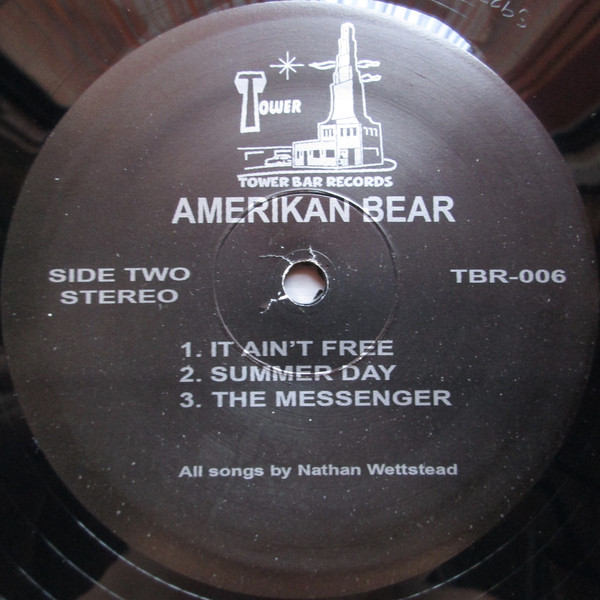 TOWER
TOWER BAR RECORDS
AMERIKAN BEAR
SIDE TWO
STEREO
TBR-006
1. IT AIN'T FREE
2. SUMMER DAY
3. THE MESSENGER
All songs by Nathan Wettstead